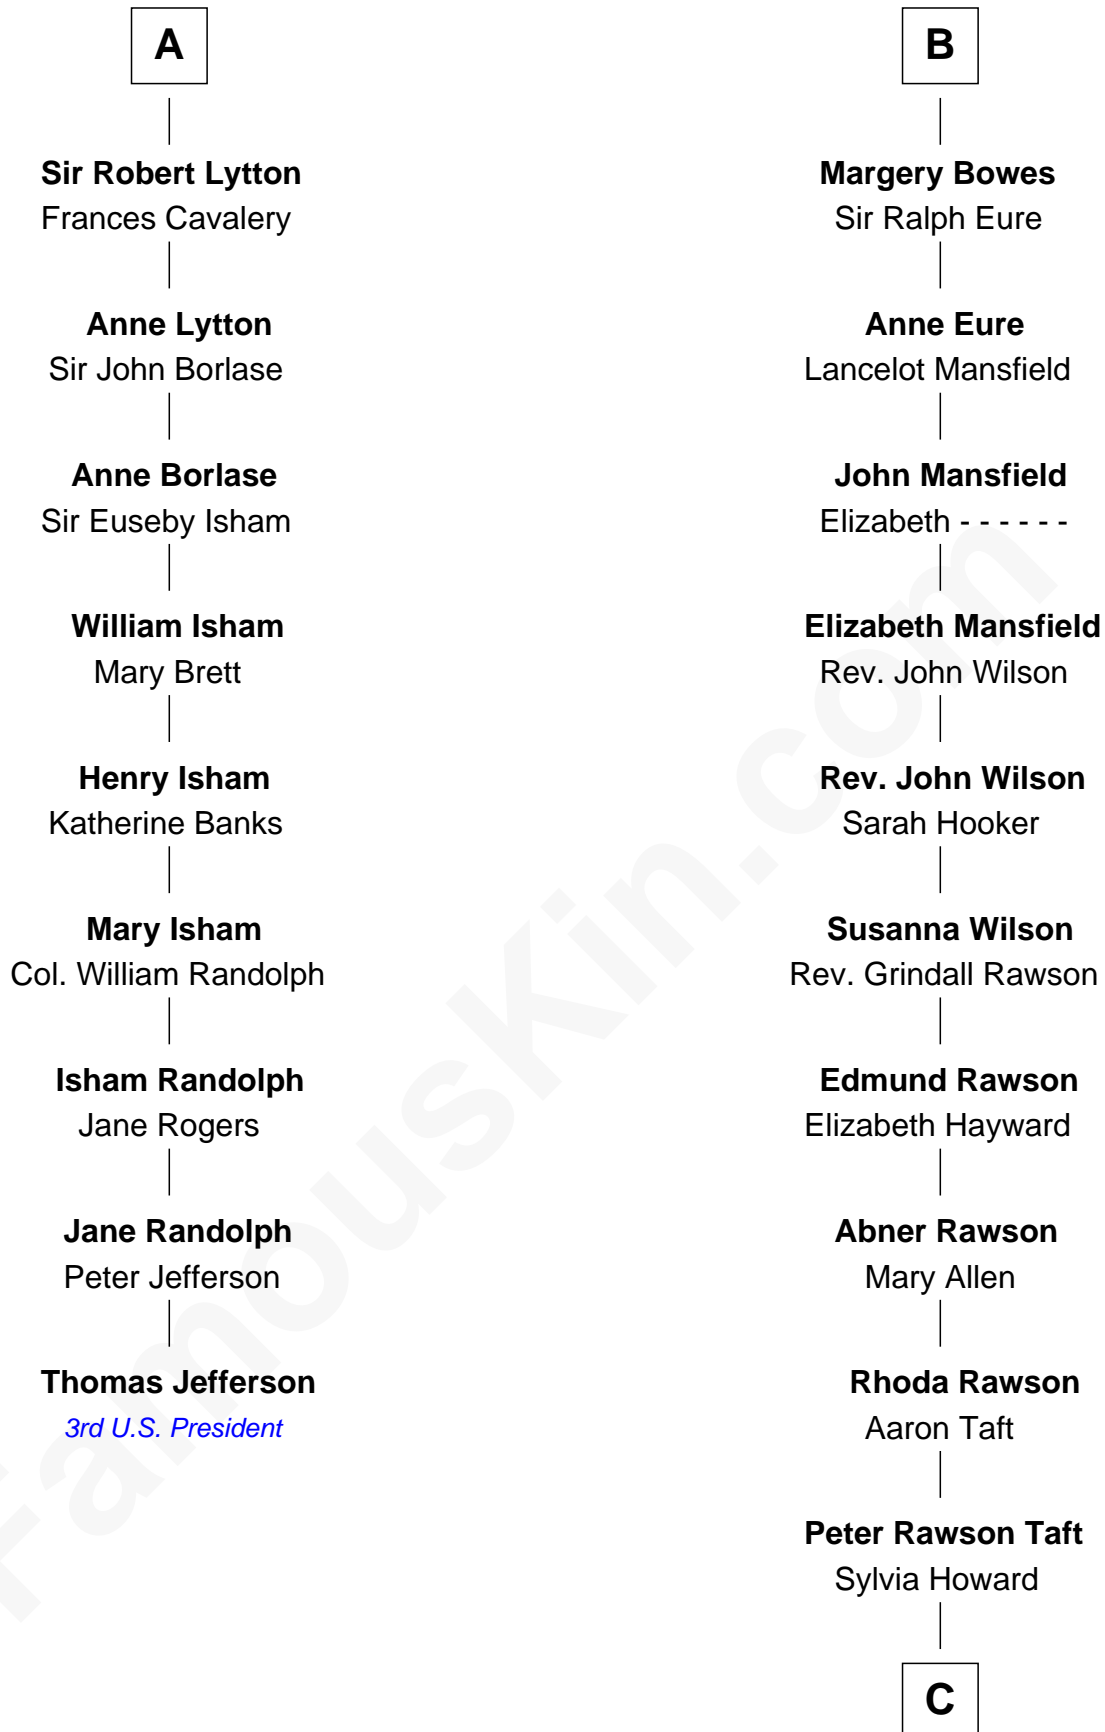 A
Sir Robert Lytton
Frances Cavalery
Anne Lytton
Sir John Borlase
Anne Borlase
Sir Euseby Isham
William Isham
Mary Brett
Henry Isham
Katherine Banks
Mary Isham
Col. William Randolph
Isham Randolph
Jane Rogers
Jane Randolph
Peter Jefferson
Thomas Jefferson
3rd U.S. President
B
Margery Bowes
Sir Ralph Eure
Anne Eure
Lancelot Mansfield
John Mansfield
Elizabeth - - - - - -
Elizabeth Mansfield
Rev. John Wilson
Rev. John Wilson
Sarah Hooker
Susanna Wilson
Rev. Grindall Rawson
Edmund Rawson
Elizabeth Hayward
Abner Rawson
Mary Allen
Rhoda Rawson
Aaron Taft
Peter Rawson Taft
Sylvia Howard
C
FamousKin.com